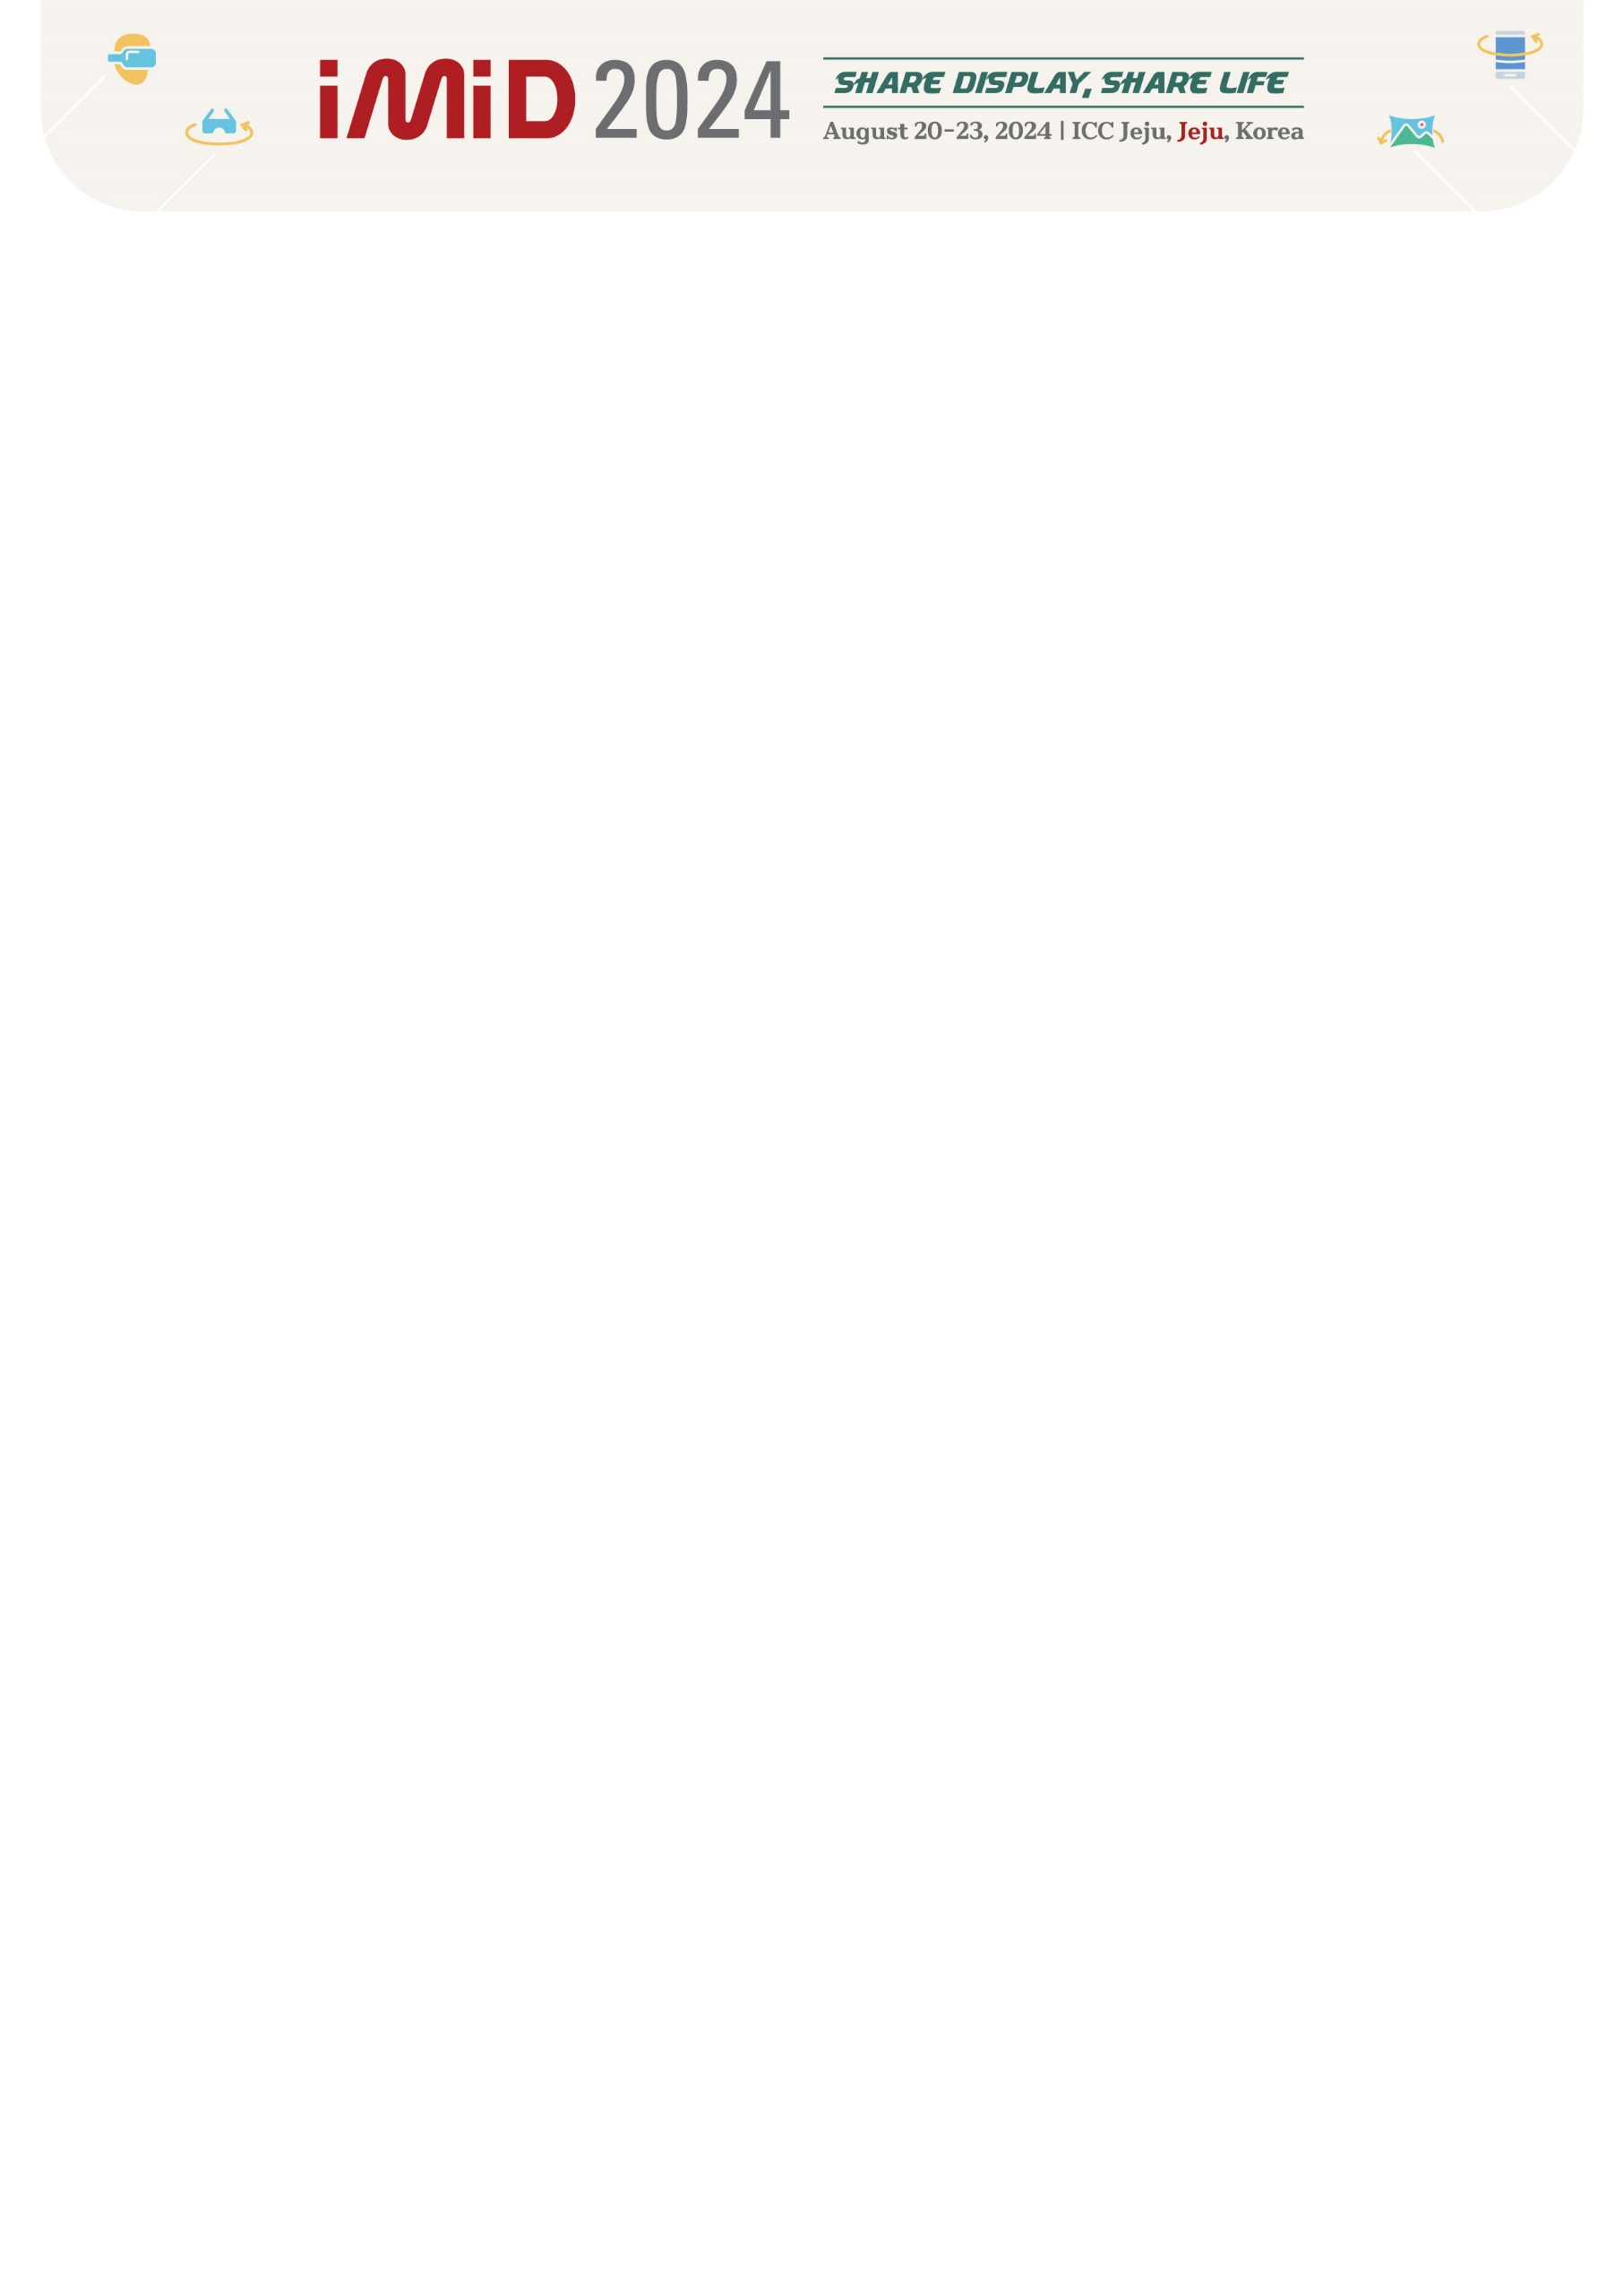 iMiD 2024
SHARE DISPLAY, SHARE LIFE
August 20-23, 2024 | ICC Jeju, Jeju, Korea